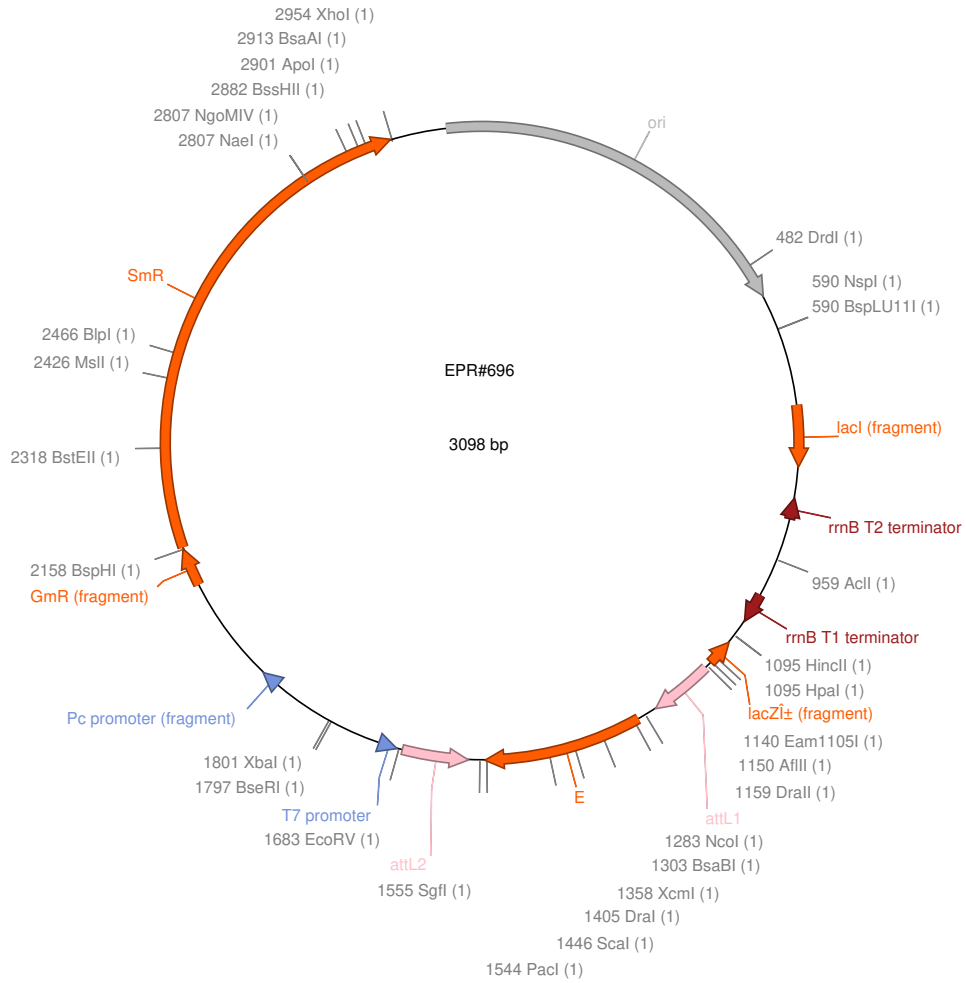 2954 XhoI (1)
2913 BsaAI (1)
2901 ApoI (1)
2882 BssHII (1)
2807 NgoMIV (1)
2807 NaeI (1)
ori
482 DrdI (1)
SmR
590 NspI (1)
590 BspLU11I (1)
2466 BlpI (1)
2426 MslI (1)
EPR#696
lacI (fragment)
3098 bp
2318 BstEII (1)
rrnB T2 terminator
2158 BspHI (1)
959 AclI (1)
GmR (fragment)
rrnB T1 terminator
1095 HincII (1)
1095 HpaI (1)
lacZÎ± (fragment)
Pc promoter (fragment)
1140 Eam1105I (1)
1150 AflII (1)
1801 XbaI (1)
1797 BseRI (1)
1159 DraII (1)
E
T7 promoter
attL1
1683 EcoRV (1)
1283 NcoI (1)
attL2
1303 BsaBI (1)
1555 SgfI (1)
1358 XcmI (1)
1405 DraI (1)
1446 ScaI (1)
1544 PacI (1)